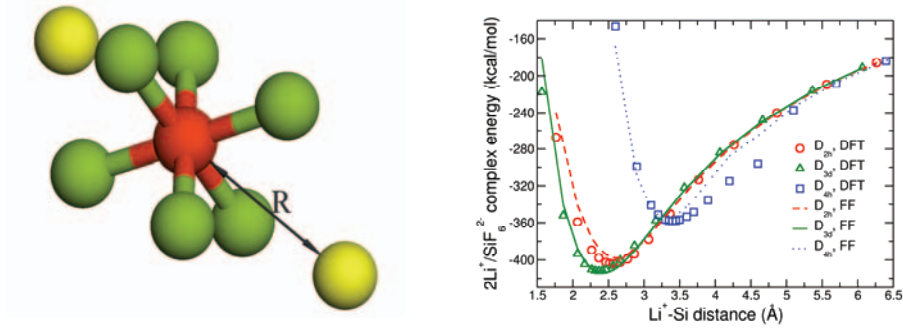 R
2Li⁺/SiF₆²⁻ complex energy (kcal/mol)
-160
-200
-240
-280
-320
-360
-400
D₂ₕ, DFT
D₃d, DFT
D₄ₕ, DFT
D₂ₕ, FF
D₃d, FF
D₄ₕ, FF
1.5 2 2.5 3 3.5 4 4.5 5 5.5 6 6.5
Li⁺-Si distance (Å)